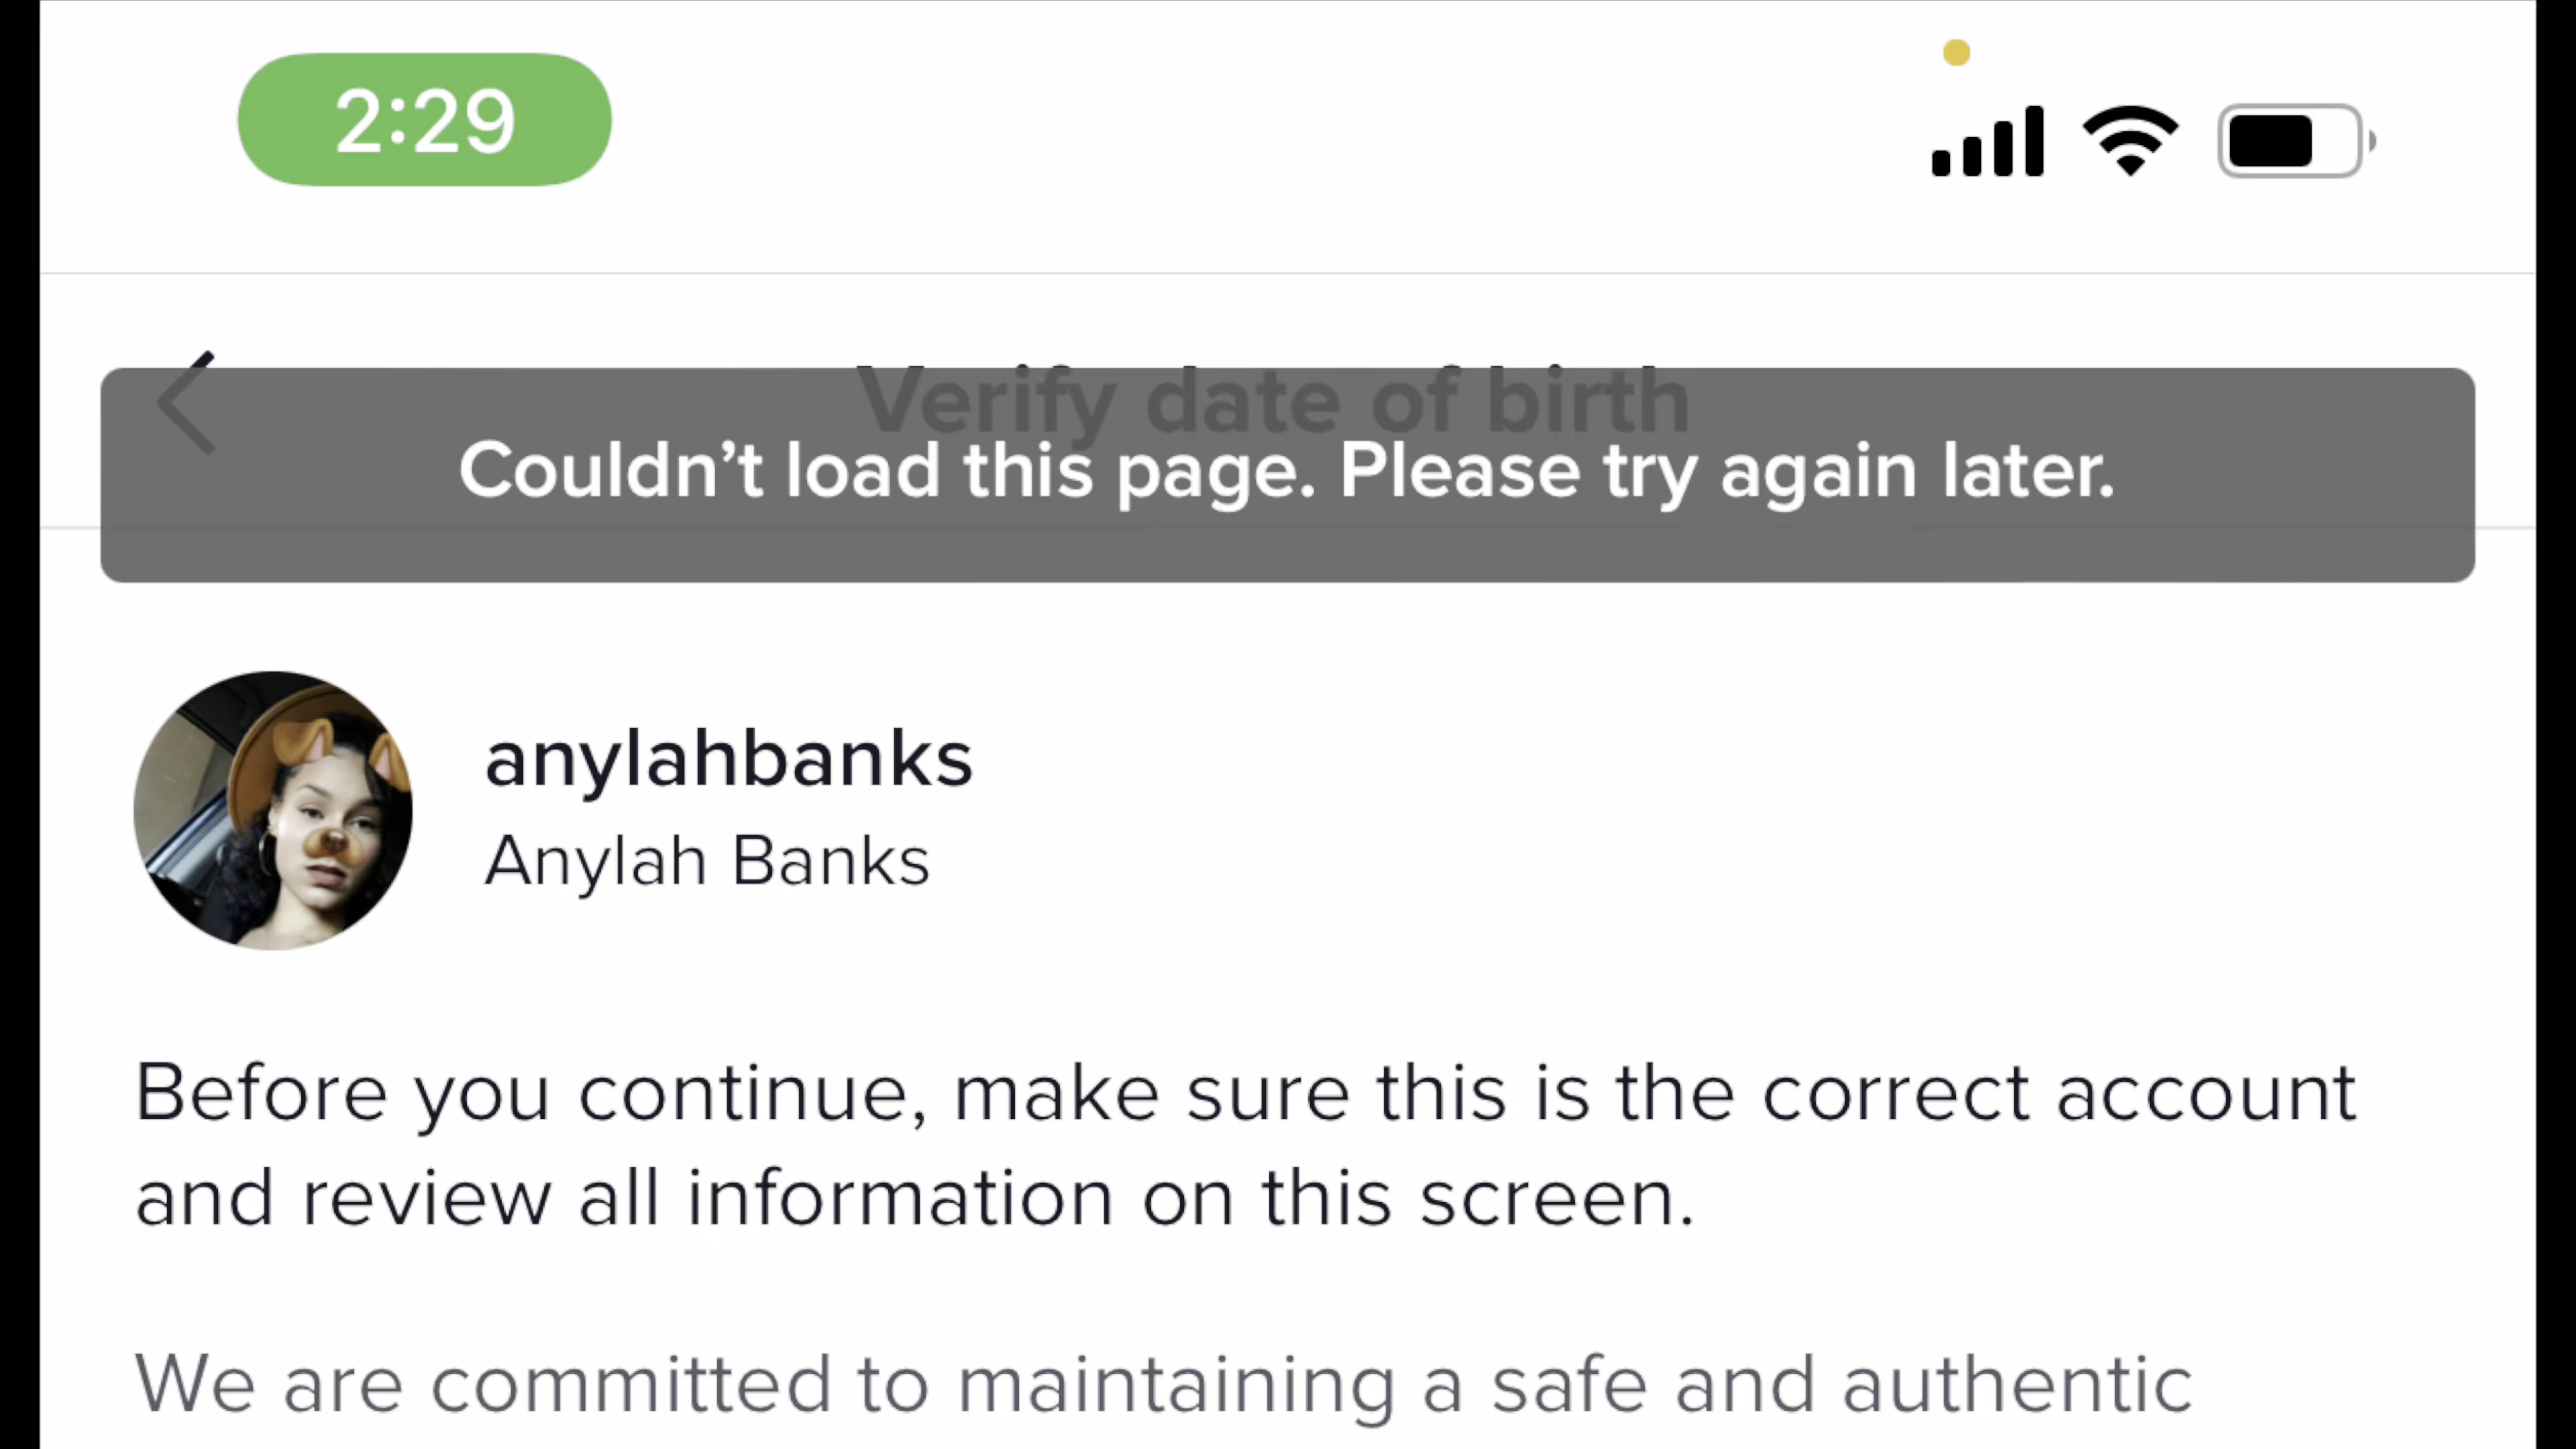 2:29
Verify date of birth
Couldn’t load this page. Please try again later.
anylahbanks
Anylah Banks
Before you continue, make sure this is the correct account
and review all information on this screen.
We are committed to maintaining a safe and authentic